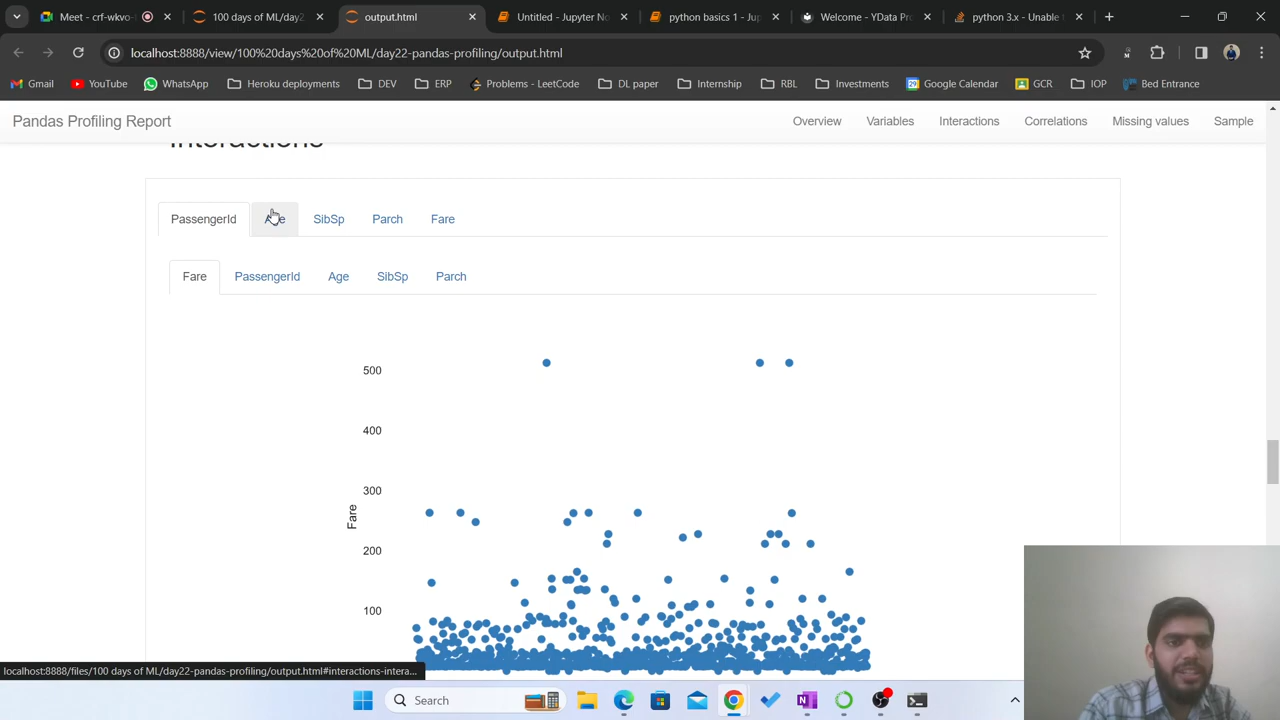 Meet - crf-wkvo-
100 days of ML/day2
output.html
Untitled - Jupyter No
python basics 1 - Jup
Welcome - YData Pro
python 3.x - Unable
localhost:8888/view/100%20days%20of%20ML/day22-pandas-profiling/output.html
Gmail
YouTube
WhatsApp
Heroku deployments
DEV
ERP
Problems - LeetCode
DL paper
Internship
RBL
Investments
Google Calendar
GCR
IOP
Bed Entrance
Pandas Profiling Report
Overview
Variables
Interactions
Correlations
Missing values
Sample
Interactions
PassengerId
Age
SibSp
Parch
Fare
Fare
PassengerId
Age
SibSp
Parch
500
400
300
200
100
Fare
localhost:8888/files/100 days of ML/day22-pandas-profiling/output.html#interactions-intera...
Search